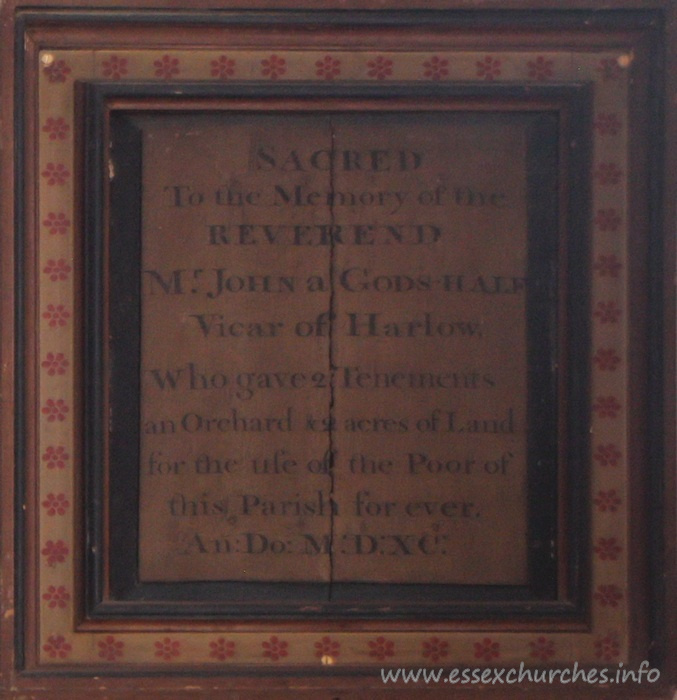 SACRED
To the Memory of the
REVEREND
Mr. JOHN a GODS-HALF
Vicar of Harlow,
Who gave 2 Tenements
an Orchard & 2 acres of Land
for the uſe of the Poor of
this Parish for ever.
An: Do: M: D: XC:
www.essexchurches.info